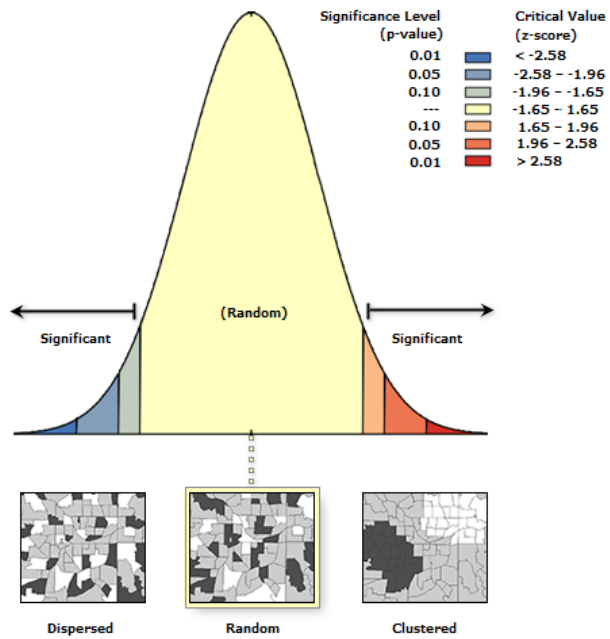 Significance Level Critical Value
(p-value) (z-score)
0.01 < -2.58
0.05 -2.58 – -1.96
0.10 -1.96 – -1.65
--- -1.65 – 1.65
0.10 1.65 – 1.96
0.05 1.96 – 2.58
0.01 > 2.58
(Random)
Significant Significant
Dispersed Random Clustered